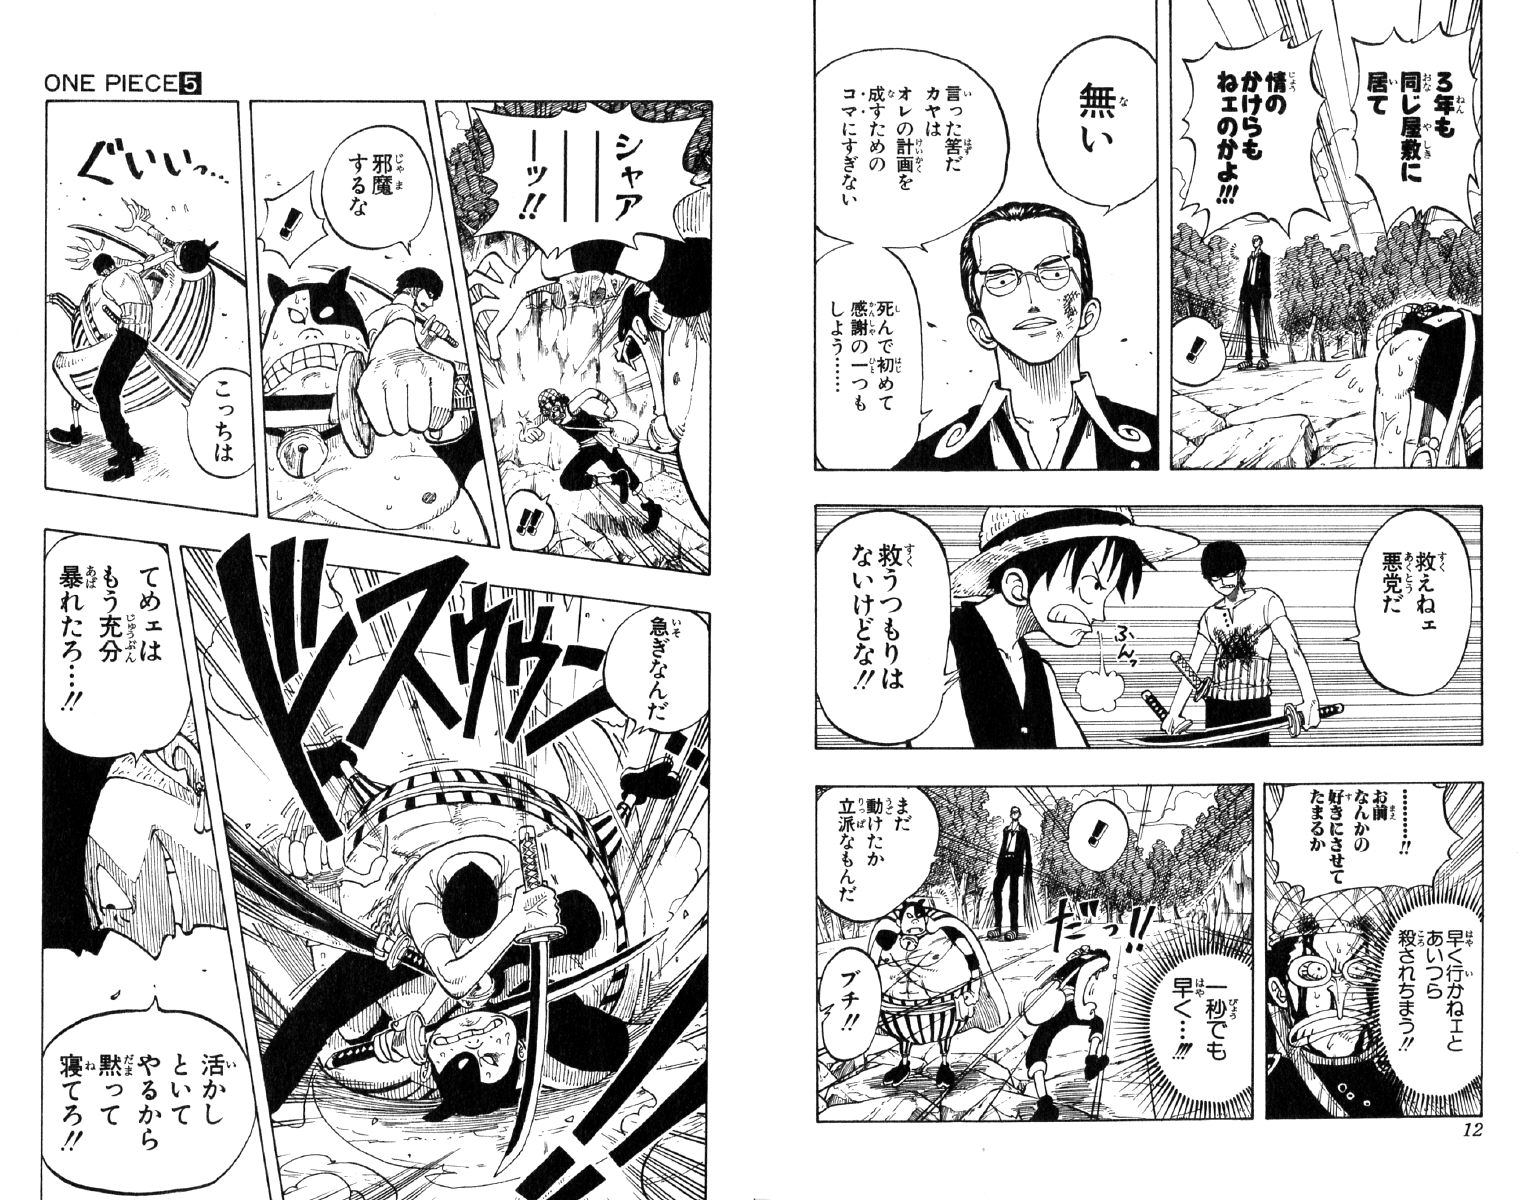 3年も
同じ屋敷に
居て
情の
かけらも
ねェのかよ!!!
!
無い
言った筈だ
カヤは
オレの計画を
成すための
コマにすぎない
死んで初めて
感謝の一つも
しよう……
救えねェ
悪党だ
ふんっ
救うつもりは
ないけどな!!
…………!!
お前
なんかの
好きにさせて
たまるか
早く行かねェと
あいつら
殺されちまう!!
!
だっ!!
一秒でも
早く…!!!
まだ
動けたか
立派なもんだ
ブチ!!
12
ONE PIECE5
シャア
ーーッ!!
!!
邪魔
するな
!
ぐいいっ…
こっちは
急ぎなんだ
ドスゥゥン!!
てめェは
もう充分
暴れたろ…!!
活かし
といて
やるから
黙って
寝てろ!!